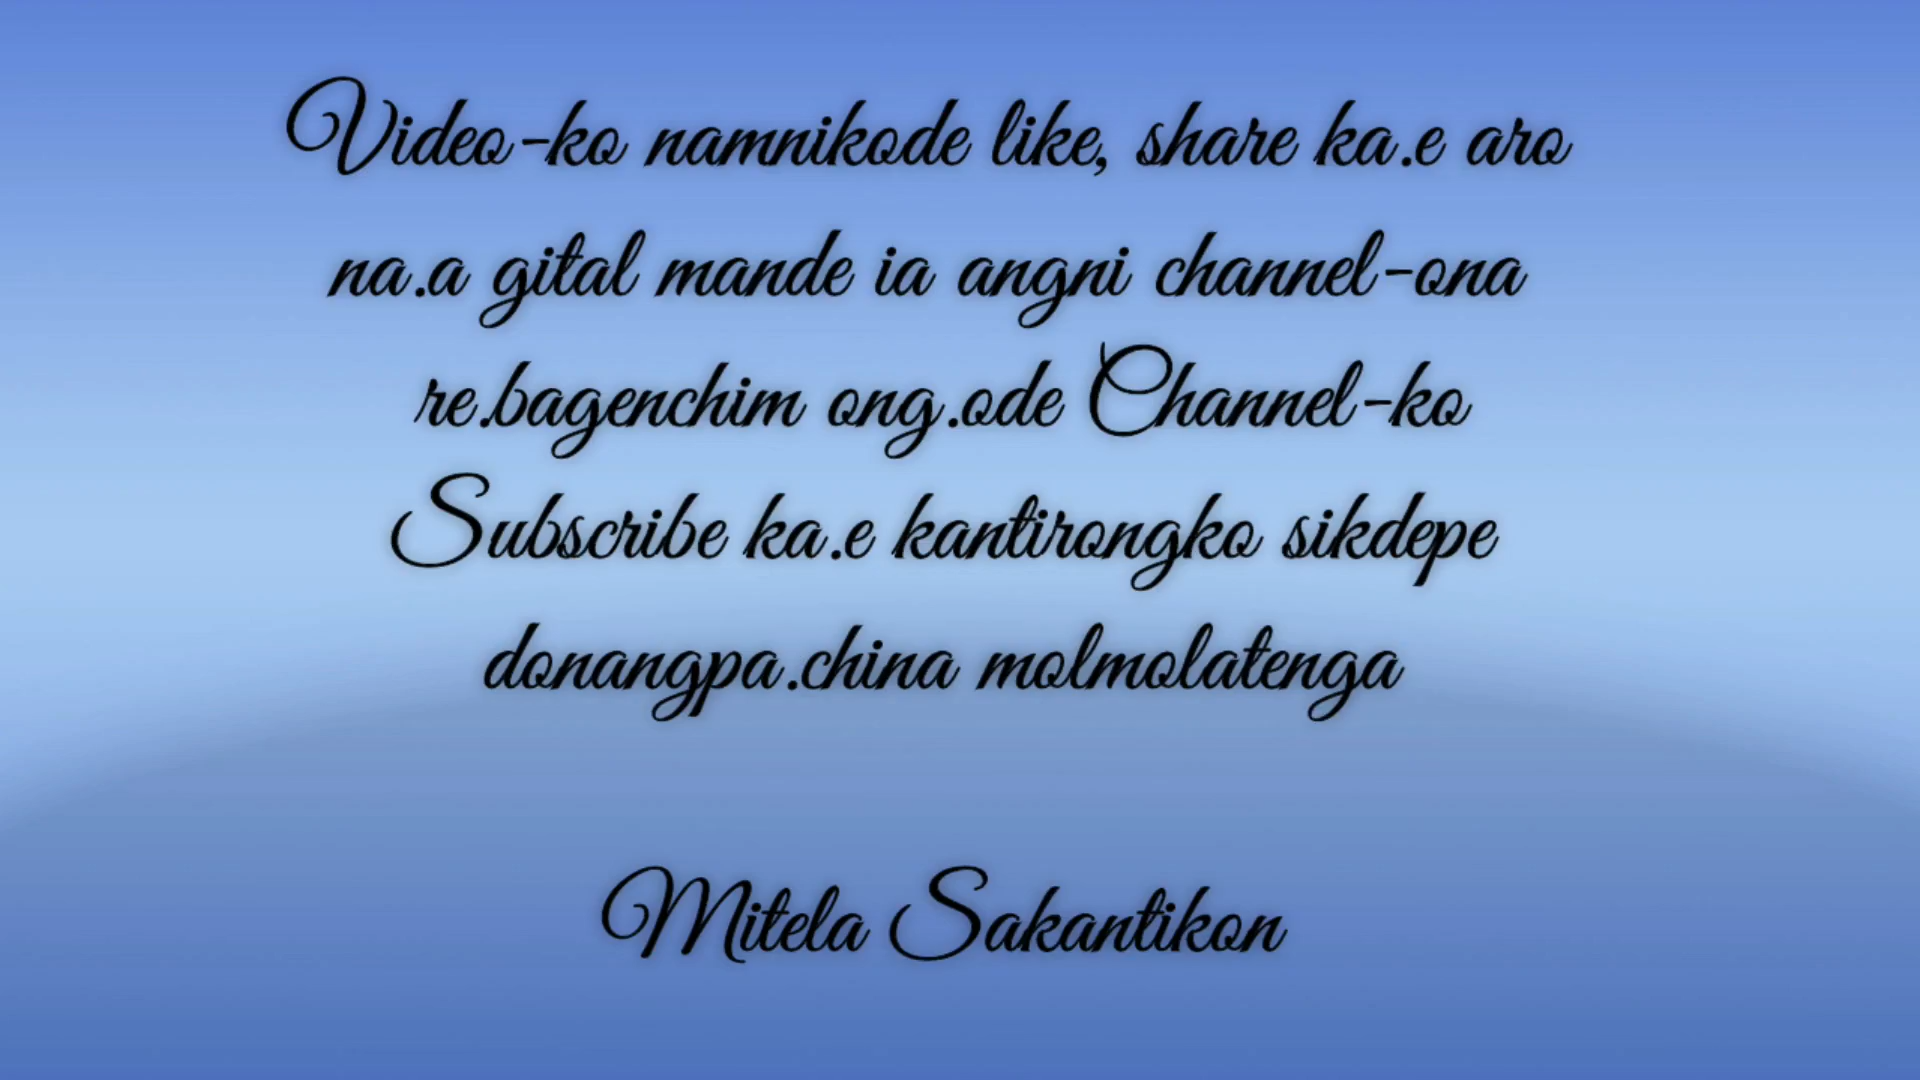 Video-ko namnikode like, share ka.e aro
na.a gital mande ia angni channel-ona
re.bagenchim ong.ode Channel-ko
Subscribe ka.e kantirongko sikdepe
donangpa.china molmolatenga
Mitela Sakantikon